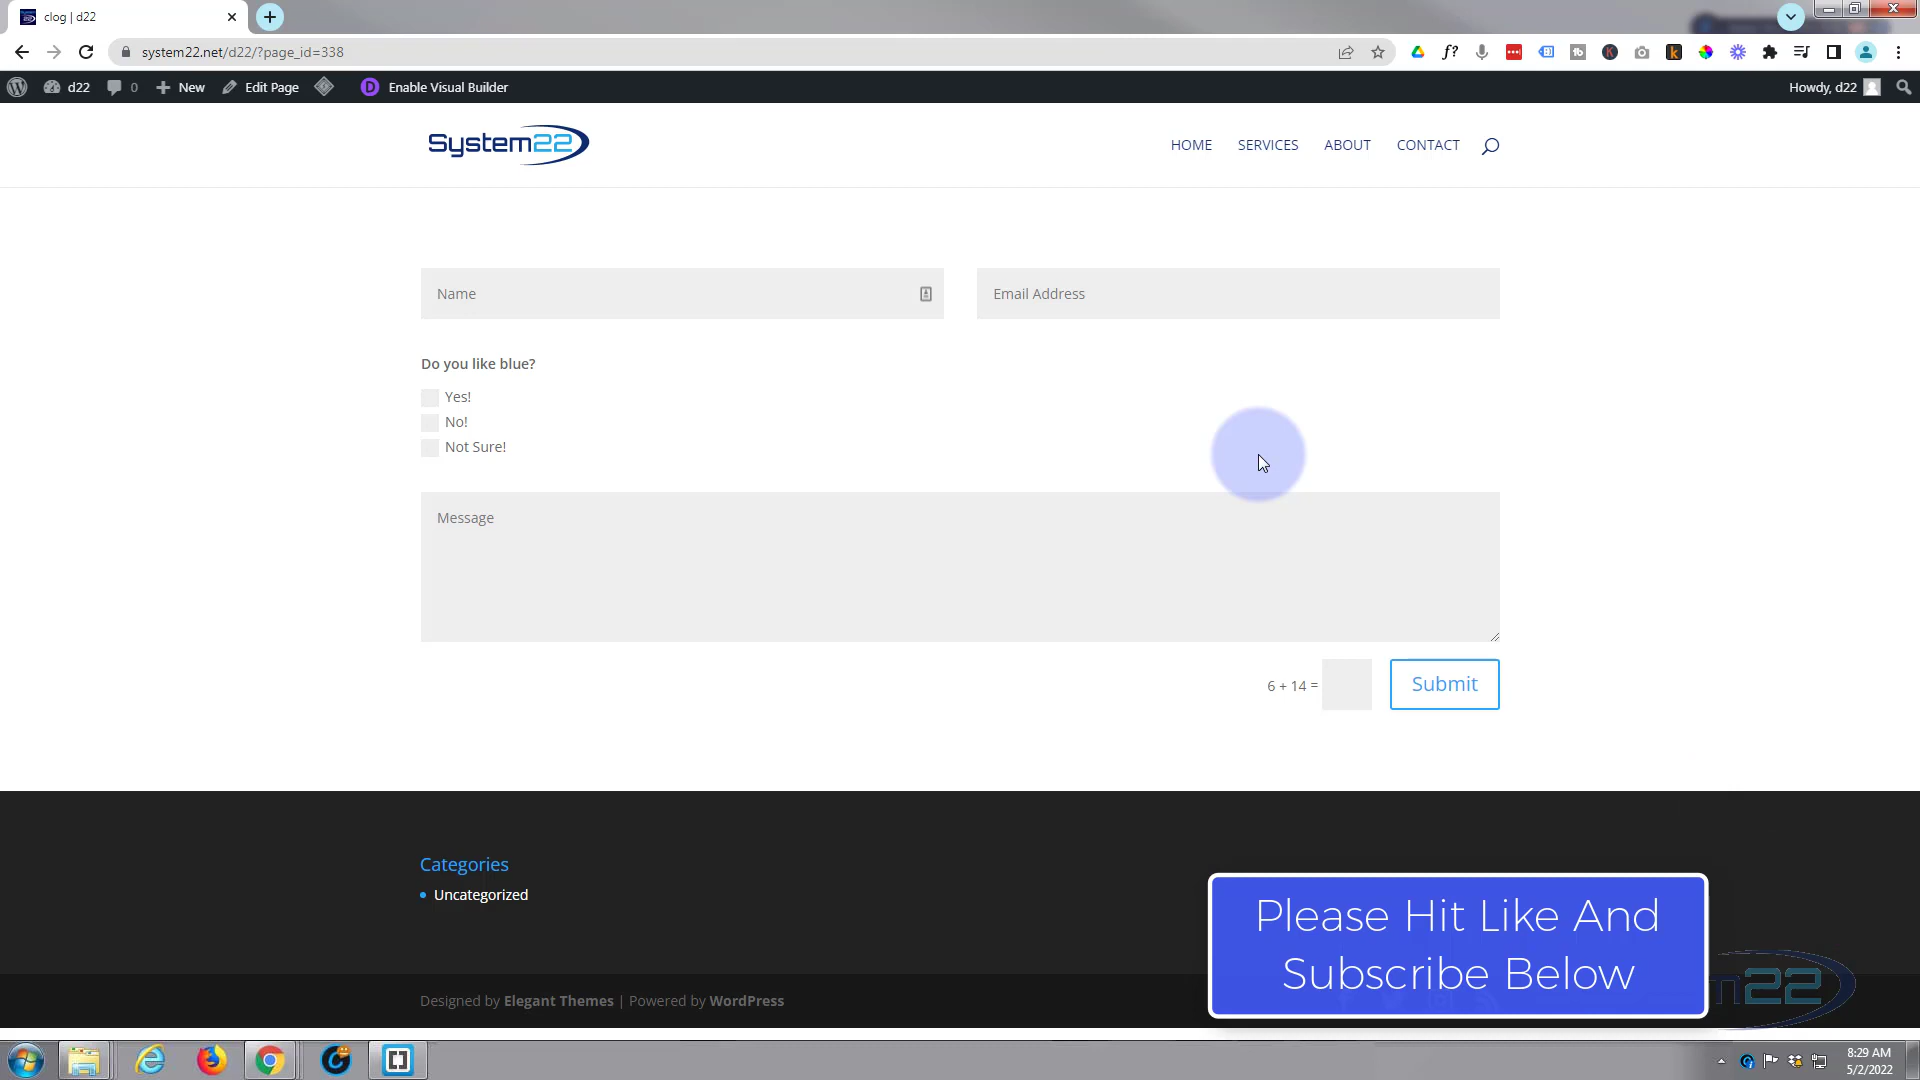 clog | d22
system22.net/d22/?page_id=338
d22 0 New Edit Page Enable Visual Builder Howdy, d22
System22
HOME SERVICES ABOUT CONTACT
Name
Email Address
Do you like blue?
Yes!
No!
Not Sure!
Message
6 + 14 =
Submit
Categories
Uncategorized
Please Hit Like And
Subscribe Below
22
Designed by Elegant Themes | Powered by WordPress
8:29 AM
5/2/2022